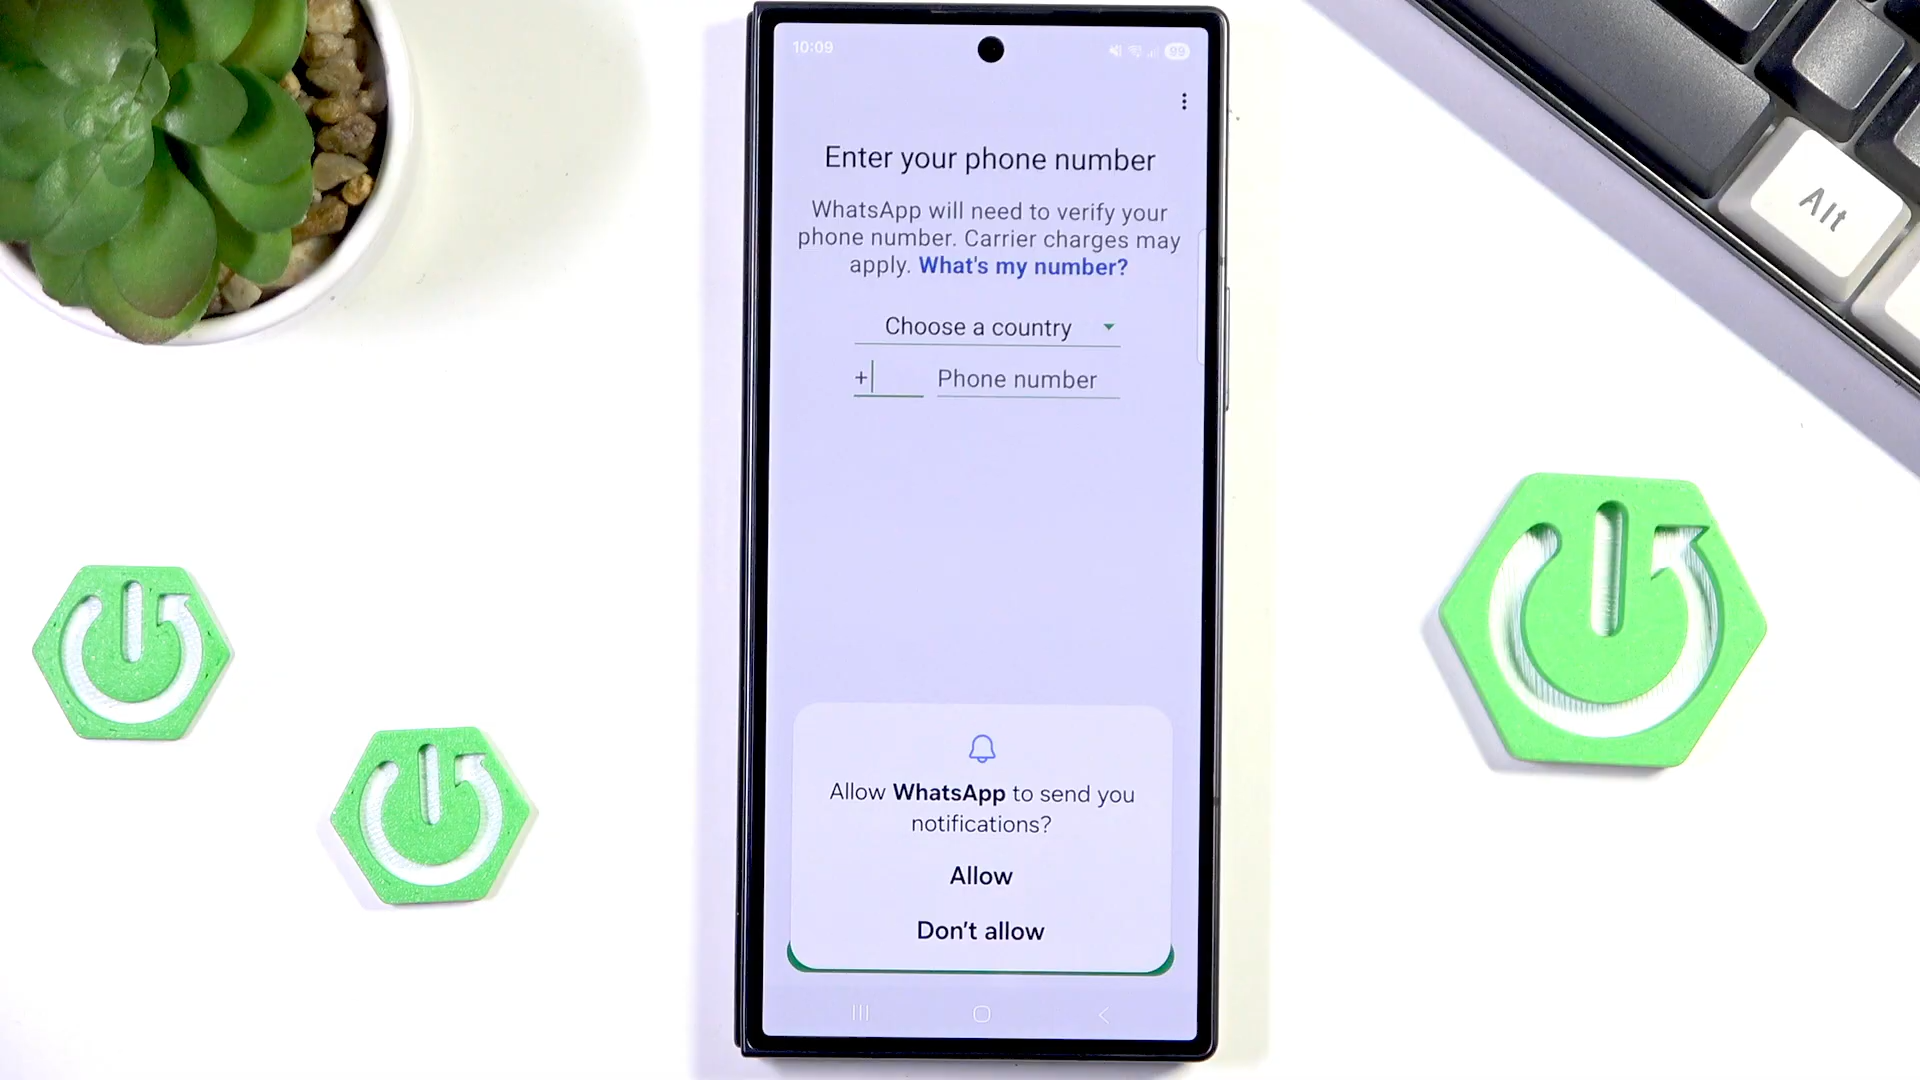 10:09
99
Enter your phone number
WhatsApp will need to verify your
phone number. Carrier charges may
apply. What's my number?
Choose a country
+
Phone number
Allow WhatsApp to send you
notifications?
Allow
Don't allow
Alt